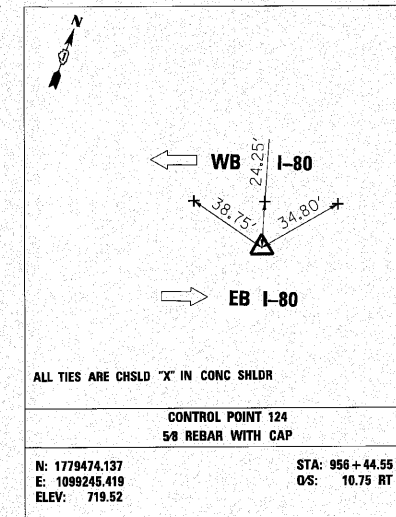 N
WB I-80
24.25'
38.75'
34.80'
EB I-80
ALL TIES ARE CHSLD "X" IN CONC SHLDR
CONTROL POINT 124
5/8 REBAR WITH CAP
N: 1779474.137
E: 1099245.419
ELEV: 719.52
STA: 956+44.55
O/S: 10.75 RT